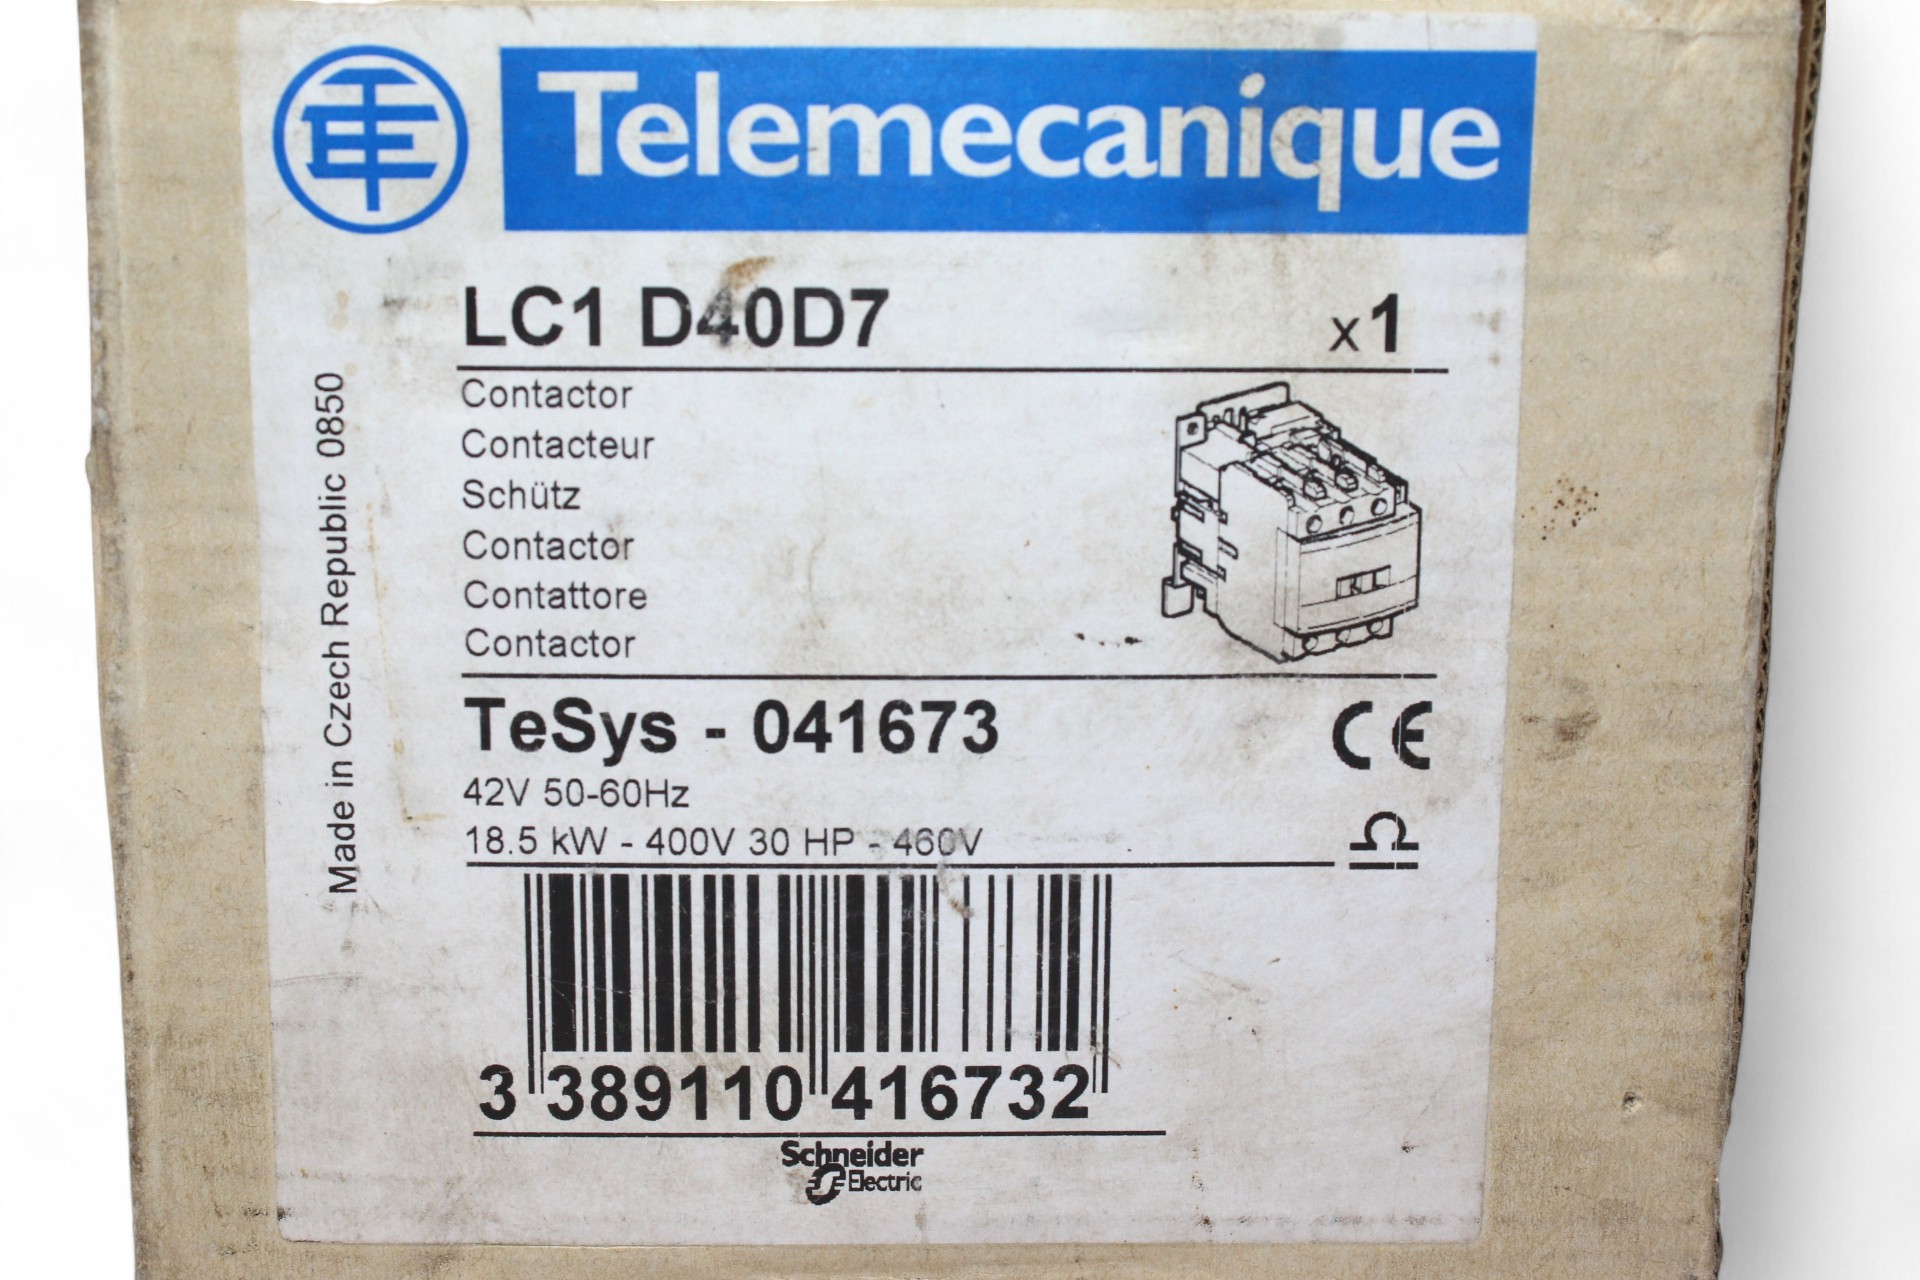 Telemecanique
LC1 D40D7 x1
Contactor
Contacteur
Schütz
Contactor
Contattore
Contactor
Made in Czech Republic 0850
TeSys - 041673
CE
42V 50-60Hz
18.5 kW - 400V 30 HP - 460V
3 389110 416732
Schneider
Electric